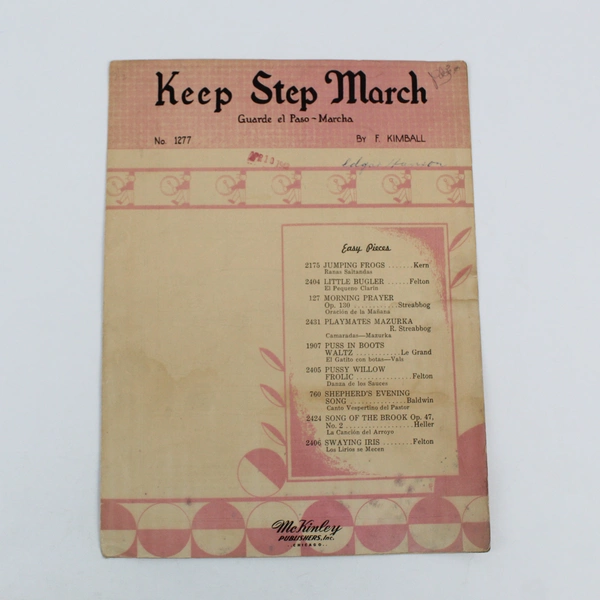 Keep Step March
Guarde el Paso - Marcha
No. 1277 BY F. KIMBALL
Easy Pieces
2175 JUMPING FROGS .......Kern
Ranas Saltandas
2404 LITTLE BUGLER ......Felton
El Pequeno Clarin
127 MORNING PRAYER
Op. 130 .............Streabbog
Oración de la Mañana
2431 PLAYMATES MAZURKA
R. Streabbog
Camaradas—Mazurka
1907 PUSS IN BOOTS
WALTZ ............Le Grand
El Gatito con botas—Vals
2405 PUSSY WILLOW
FROLIC ...............Felton
Danza de los Sauces
760 SHEPHERD'S EVENING
SONG ...............Baldwin
Canto Vespertino del Pastor
2424 SONG OF THE BROOK Op. 47,
No. 2 ..................Heller
La Canción del Arroyo
2406 SWAYING IRIS ........Felton
Los Lirios se Mecen
McKinley
PUBLISHERS, Inc.
..CHICAGO..